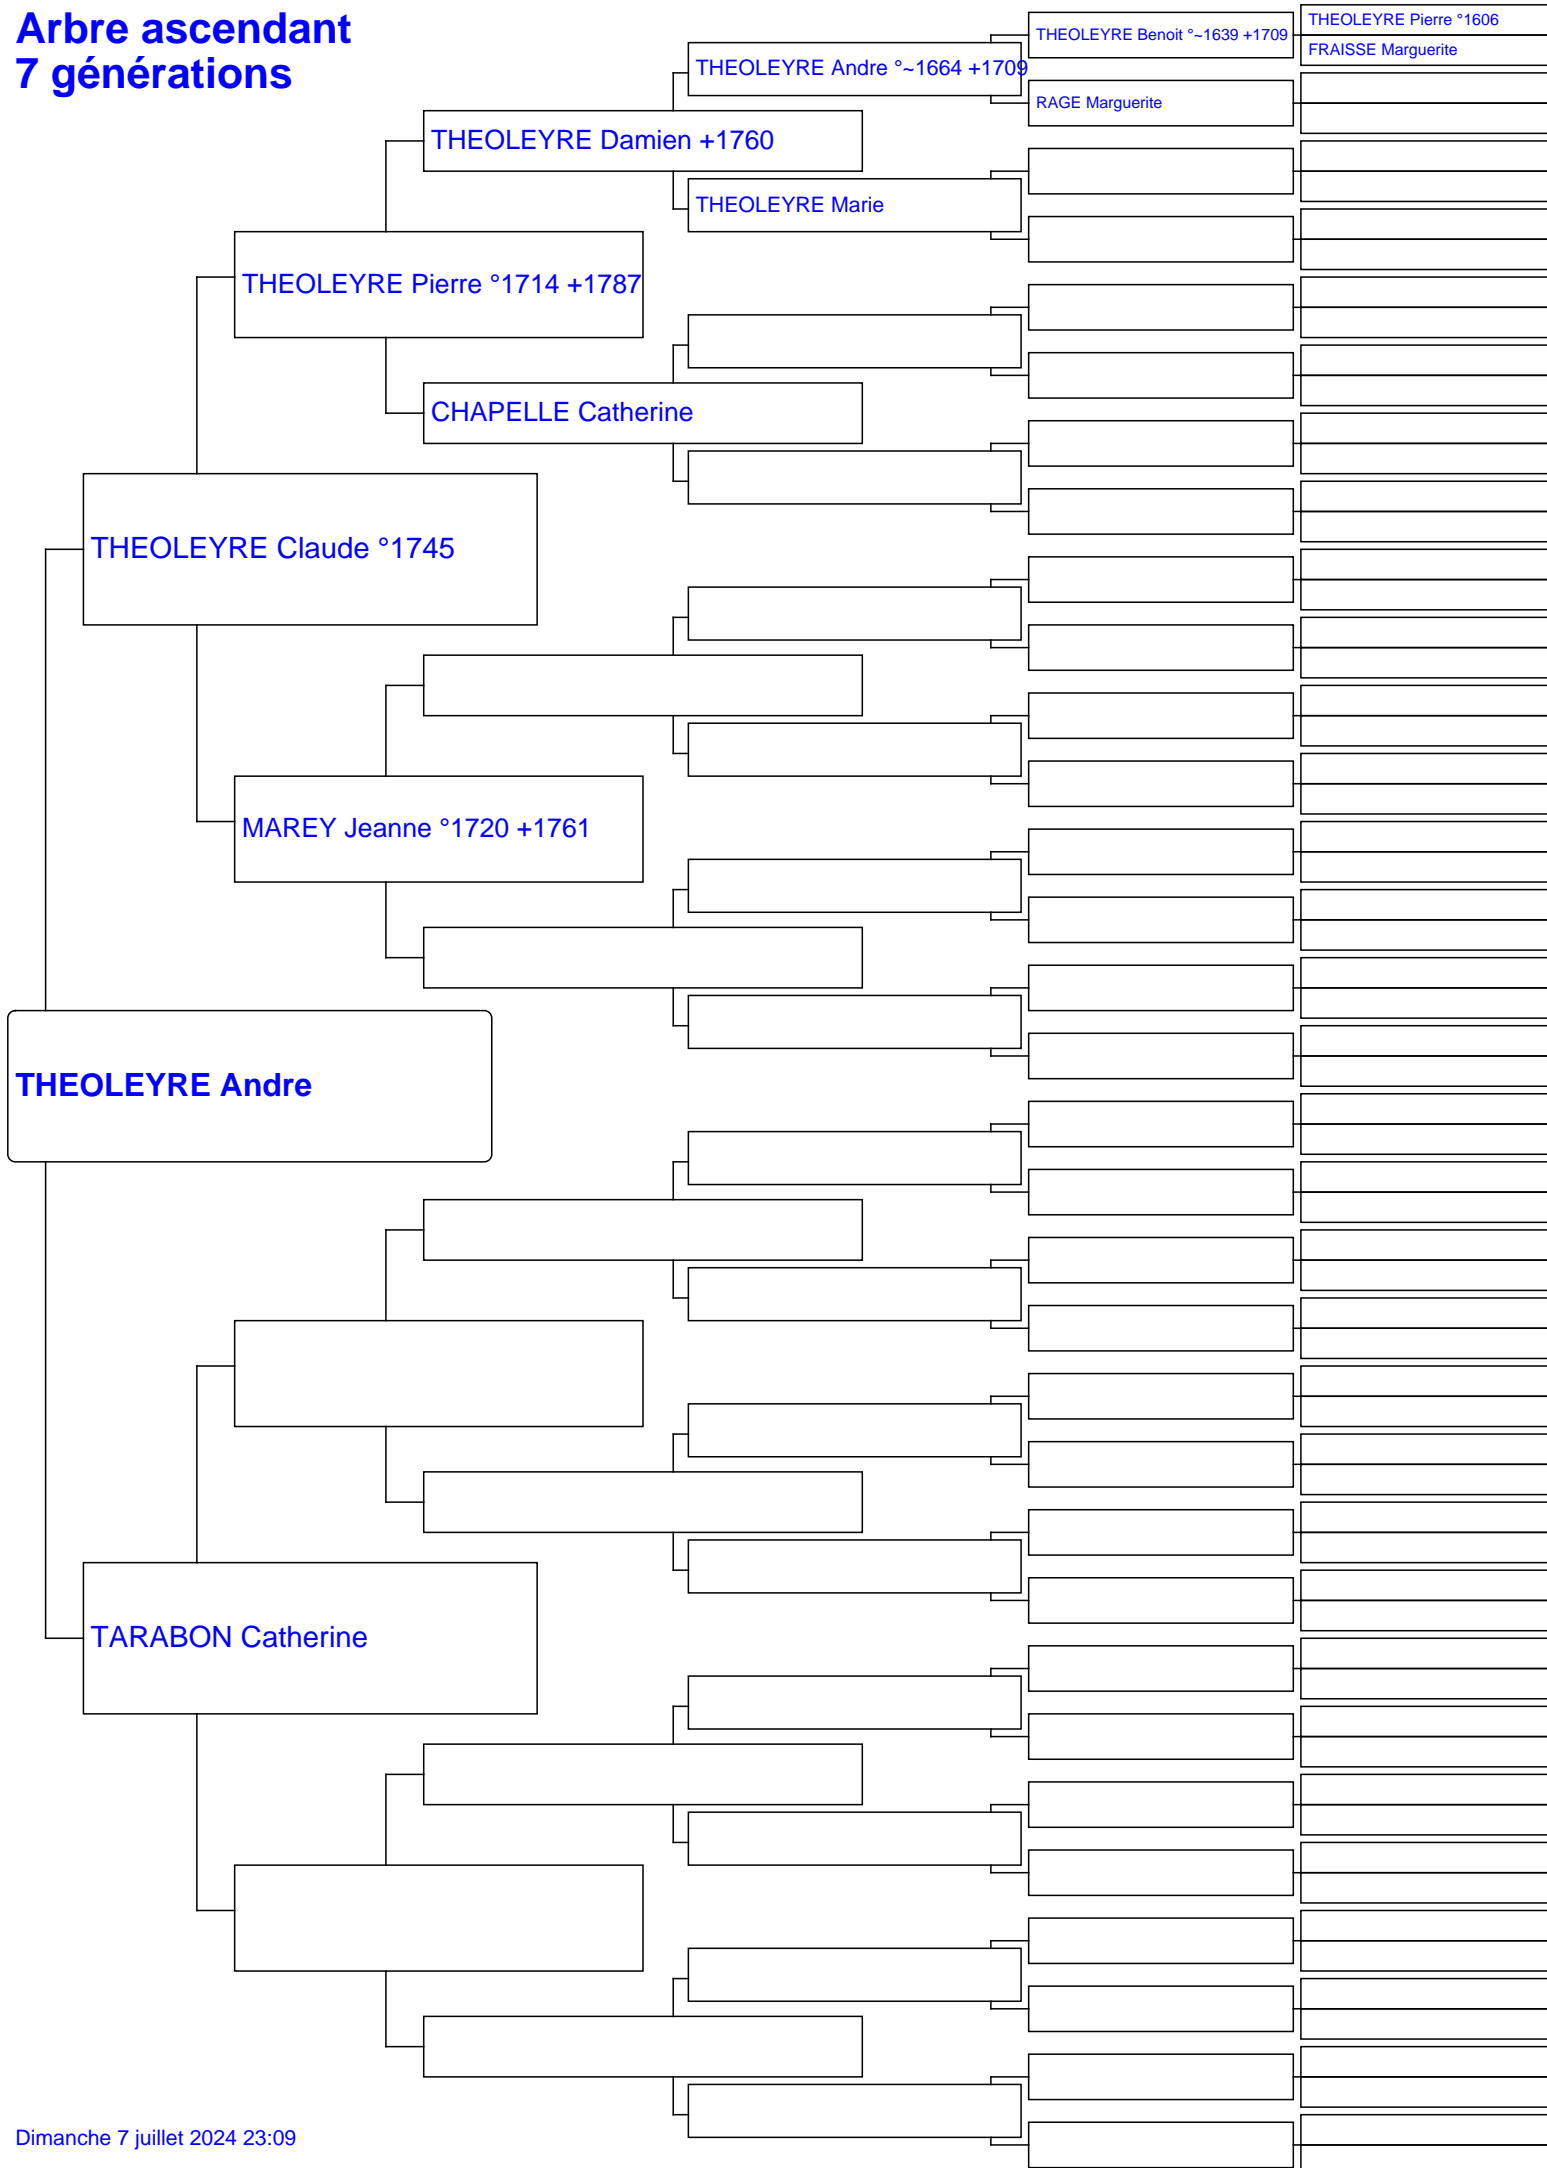 Arbre ascendant
7 générations
THEOLEYRE Pierre °1606
FRAISSE Marguerite
THEOLEYRE Benoit °~1639 +1709
THEOLEYRE Andre °~1664 +1709
RAGE Marguerite
THEOLEYRE Damien +1760
THEOLEYRE Marie
THEOLEYRE Pierre °1714 +1787
CHAPELLE Catherine
THEOLEYRE Claude °1745
MAREY Jeanne °1720 +1761
THEOLEYRE Andre
TARABON Catherine
Dimanche 7 juillet 2024 23:09